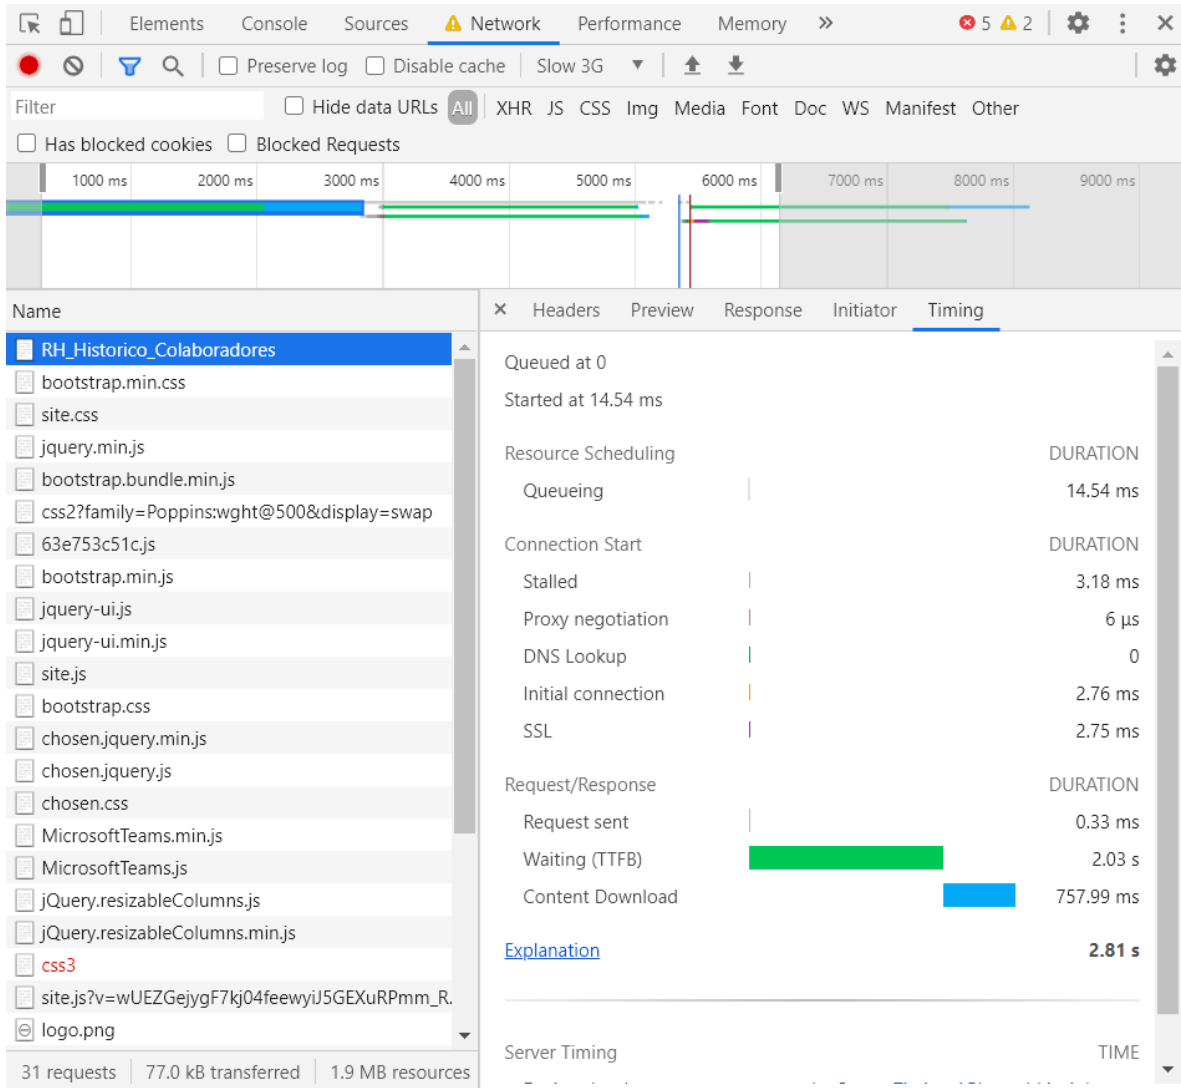 Elements Console Sources Network Performance Memory 5 2
Preserve log Disable cache Slow 3G
Filter Hide data URLs All XHR JS CSS Img Media Font Doc WS Manifest Other
Has blocked cookies Blocked Requests
1000 ms 2000 ms 3000 ms 4000 ms 5000 ms 6000 ms 7000 ms 8000 ms 9000 ms
Name
RH_Historico_Colaboradores
bootstrap.min.css
site.css
jquery.min.js
bootstrap.bundle.min.js
css2?family=Poppins:wght@500&display=swap
63e753c51c.js
bootstrap.min.js
jquery-ui.js
jquery-ui.min.js
site.js
bootstrap.css
chosen.jquery.min.js
chosen.jquery.js
chosen.css
MicrosoftTeams.min.js
MicrosoftTeams.js
jQuery.resizableColumns.js
jQuery.resizableColumns.min.js
css3
site.js?v=wUEZGejygF7kj04feewyiJ5GEXuRPmm_R.
logo.png
31 requests 77.0 kB transferred 1.9 MB resources
Headers Preview Response Initiator Timing
Queued at 0
Started at 14.54 ms
Resource Scheduling DURATION
Queueing 14.54 ms
Connection Start DURATION
Stalled 3.18 ms
Proxy negotiation 6 μs
DNS Lookup 0
Initial connection 2.76 ms
SSL 2.75 ms
Request/Response DURATION
Request sent 0.33 ms
Waiting (TTFB) 2.03 s
Content Download 757.99 ms
Explanation 2.81 s
Server Timing TIME